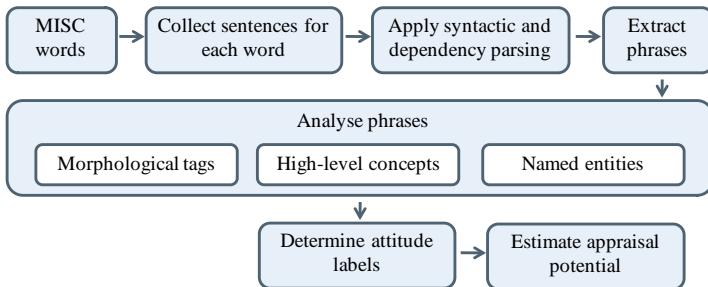 MISC
words
Collect sentences for
each word
Apply syntactic and
dependency parsing
Extract
phrases
Analyse phrases
Morphological tags
High-level concepts
Named entities
Determine attitude
labels
Estimate appraisal
potential